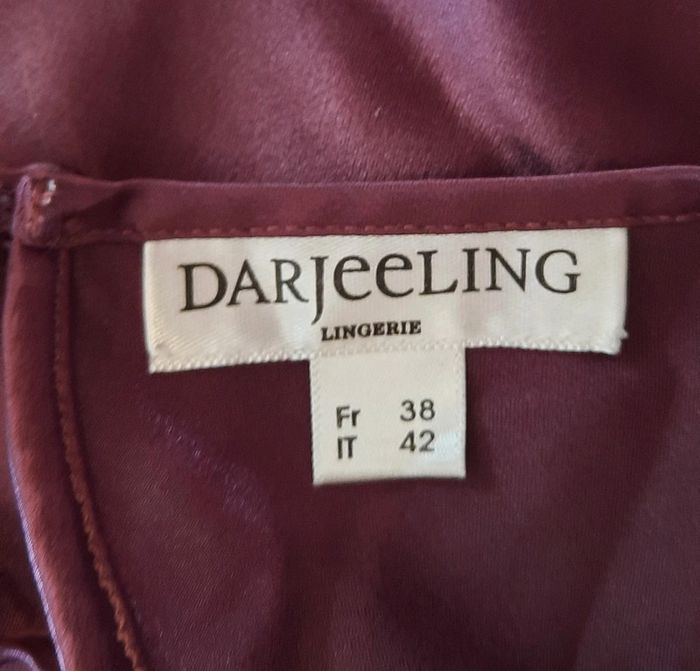 DARJeeLING
LINGERIE
Fr 38
IT 42